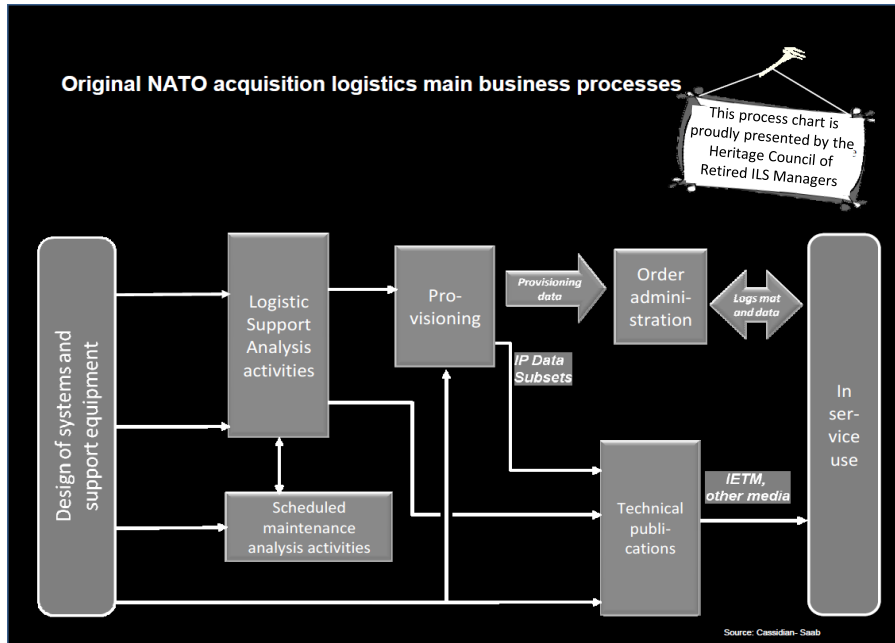 Original NATO acquisition logistics main business processes
This process chart is
proudly presented by the
Heritage Council of
Retired ILS Managers
Design of systems and
support equipment
Logistic
Support
Analysis
activities
Scheduled
maintenance
analysis activities
Pro-
visioning
Provisioning
data
IP Data
Subsets
Order
admini-
stration
Logs mat
and data
Technical
publi-
cations
IETM,
other media
In
ser-
vice
use
Source: Cassidian- Saab